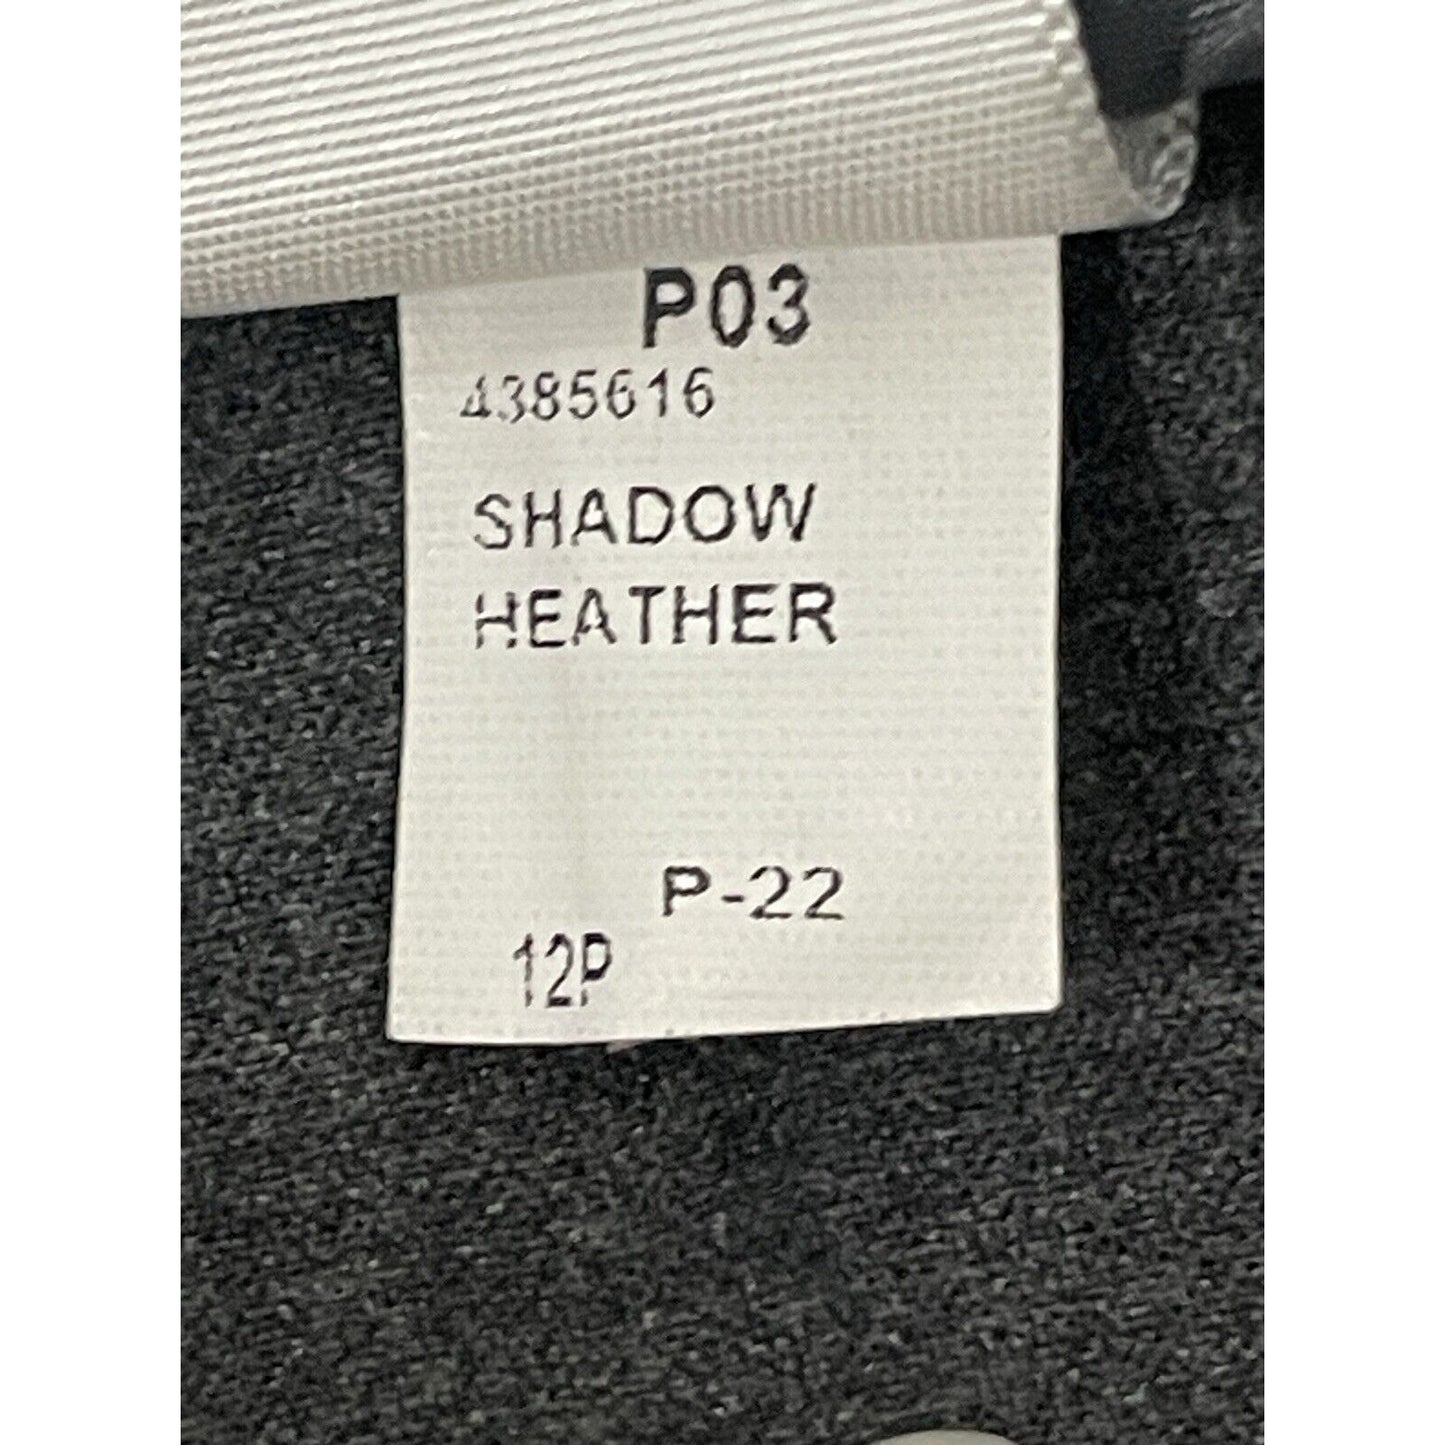 P03
4385616
SHADOW
HEATHER
P-22
12P